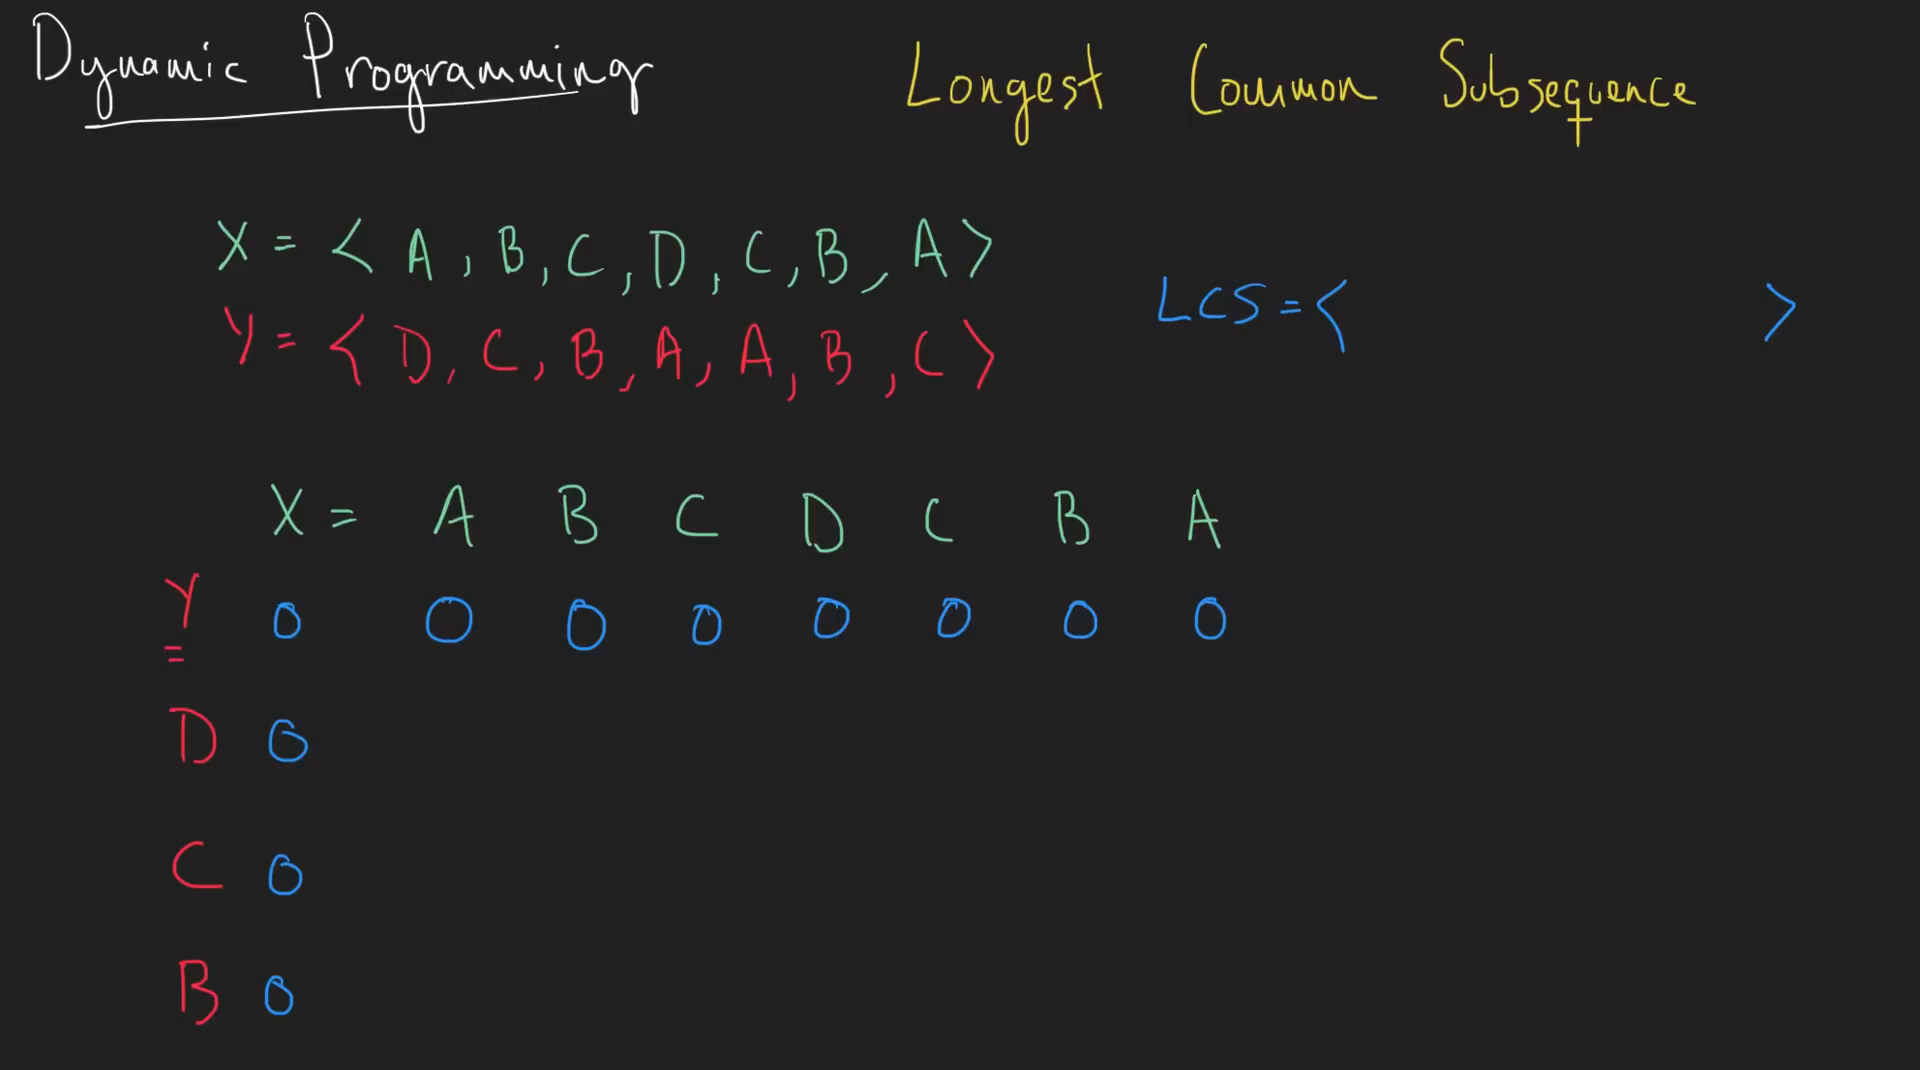 Dynamic Programming
Longest Common Subsequence
X = < A, B, C, D, C, B, A >
Y = < D, C, B, A, A, B, C >
LCS = < >
X = A B C D C B A
Y = 0 0 0 0 0 0 0 0
D 0
C 0
B 0